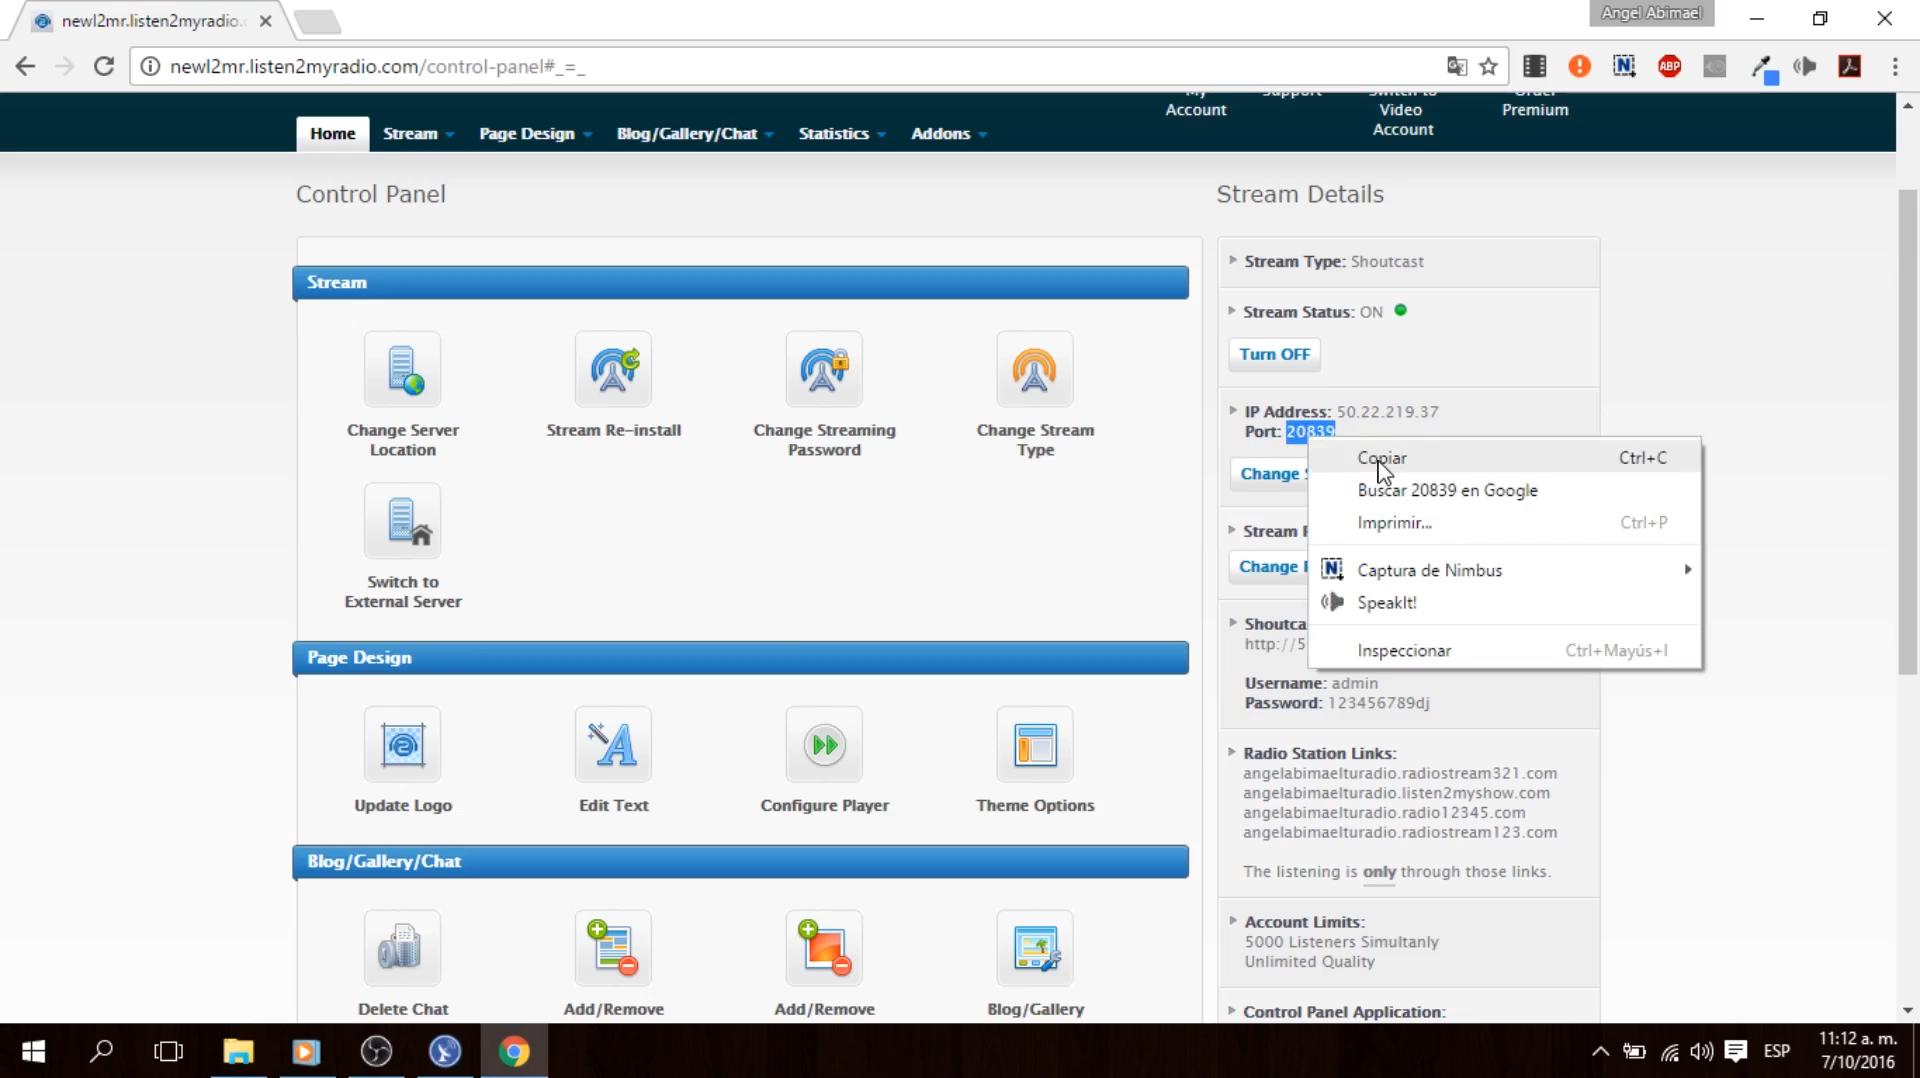 newl2mr.listen2myradio.c
Angel Abimael
newl2mr.listen2myradio.com/control-panel#_=_
ABP
Home
Stream
Page Design
Blog/Gallery/Chat
Statistics
Addons
My Account
Support
Switch to Video Account
Order Premium
Control Panel
Stream Details
Stream
Change Server Location
Stream Re-install
Change Streaming Password
Change Stream Type
Switch to External Server
Page Design
Update Logo
Edit Text
Configure Player
Theme Options
Blog/Gallery/Chat
Delete Chat
Add/Remove
Add/Remove
Blog/Gallery
Stream Type: Shoutcast
Stream Status: ON
Turn OFF
IP Address: 50.22.219.37
Port: 20839
Change
Stream
Change
Copiar Ctrl+C
Buscar 20839 en Google
Imprimir... Ctrl+P
Captura de Nimbus
SpeakIt!
Inspeccionar Ctrl+Mayús+I
Shoutca
http://5
Username: admin
Password: 123456789dj
Radio Station Links:
angelabimaelturadio.radiostream321.com
angelabimaelturadio.listen2myshow.com
angelabimaelturadio.radio12345.com
angelabimaelturadio.radiostream123.com
The listening is only through those links.
Account Limits:
5000 Listeners Simultanly
Unlimited Quality
Control Panel Application:
ESP
11:12 a. m.
7/10/2016